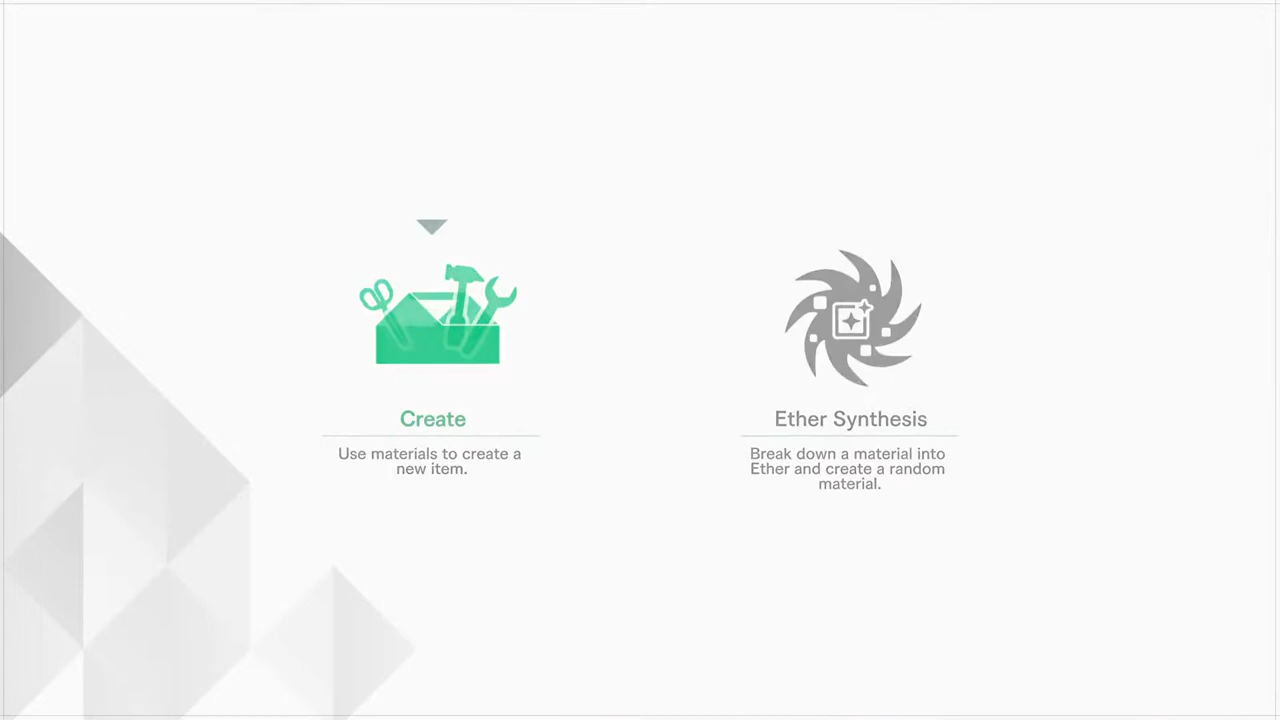 Create
Use materials to create a
new item.
Ether Synthesis
Break down a material into
Ether and create a random
material.